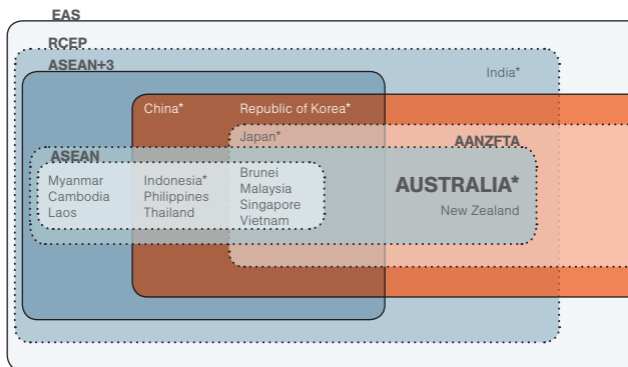 EAS
RCEP
ASEAN+3
India*
China*
Republic of Korea*
Japan*
AANZFTA
ASEAN
Myanmar
Cambodia
Laos
Indonesia*
Philippines
Thailand
Brunei
Malaysia
Singapore
Vietnam
AUSTRALIA*
New Zealand